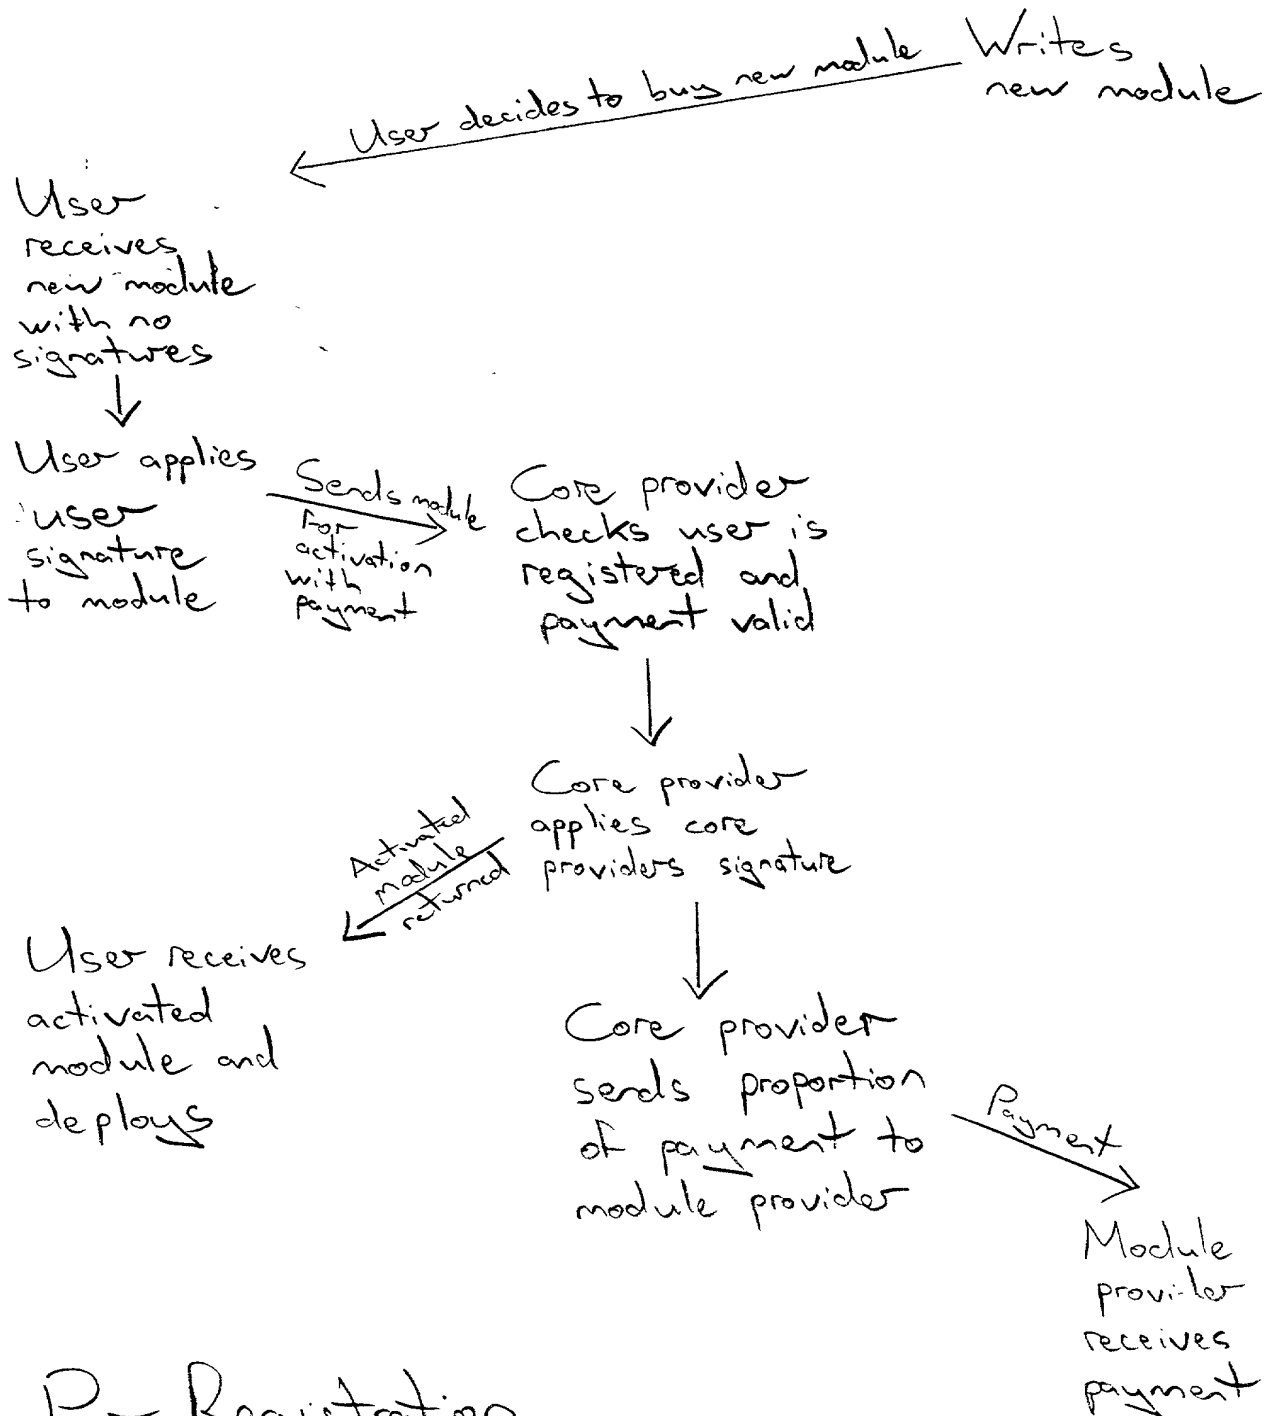 Writes
new module
User decides to buy new module
User
receives
new module
with no
signatures
User applies
user
signature
to module
Sends module
for
activation
with
payment
Core provider
checks user is
registered and
payment valid
Core provider
applies core
providers signature
Activated
module
returned
User receives
activated
module and
deploys
Core provider
sends proportion
of payment to
module provider
Payment
Module
provider
receives
payment
Registration